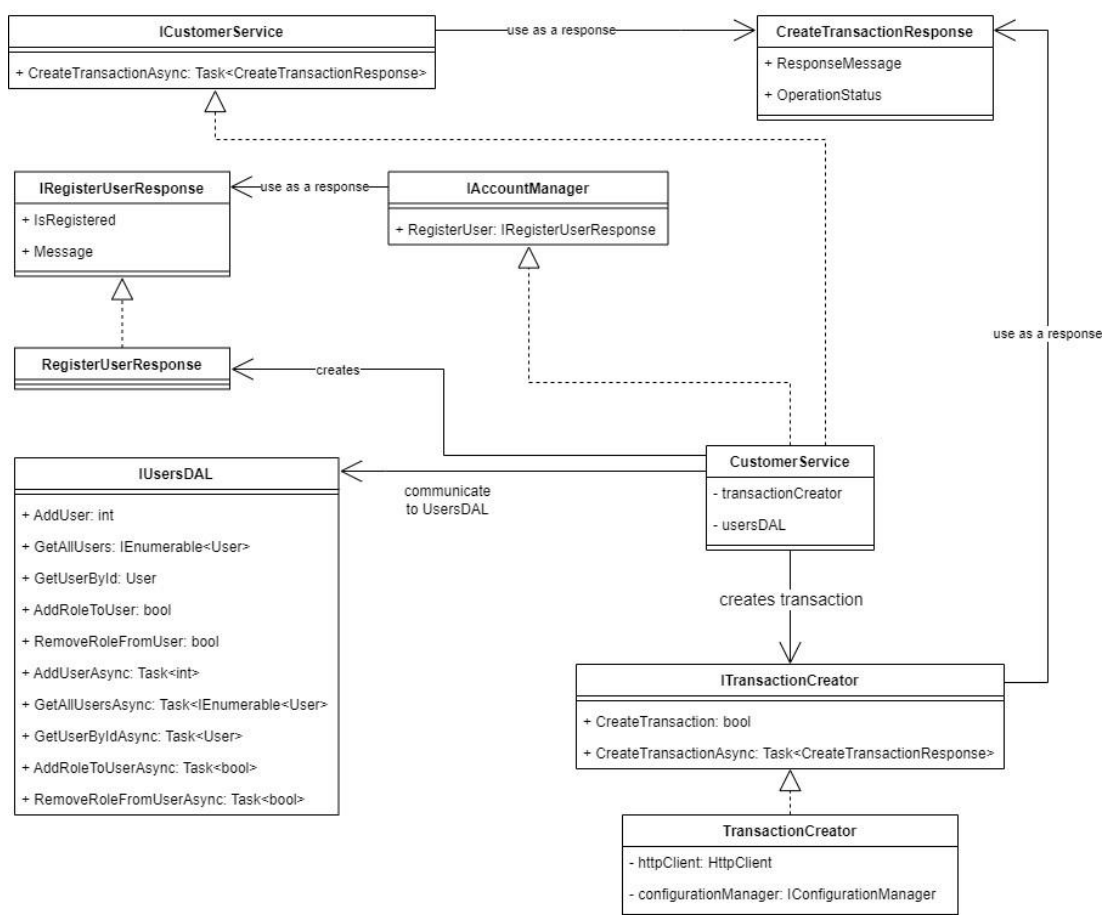 ICustomerService
+ CreateTransactionAsync: Task<CreateTransactionResponse>
use as a response
CreateTransactionResponse
+ ResponseMessage
+ OperationStatus
IRegisterUserResponse
+ IsRegistered
+ Message
use as a response
IAccountManager
+ RegisterUser: IRegisterUserResponse
use as a response
RegisterUserResponse
creates
IUsersDAL
+ AddUser: int
+ GetAllUsers: IEnumerable<User>
+ GetUserById: User
+ AddRoleToUser: bool
+ RemoveRoleFromUser: bool
+ AddUserAsync: Task<int>
+ GetAllUsersAsync: Task<IEnumerable<User>
+ GetUserByIdAsync: Task<User>
+ AddRoleToUserAsync: Task<bool>
+ RemoveRoleFromUserAsync: Task<bool>
communicate
to UsersDAL
CustomerService
- transactionCreator
- usersDAL
creates transaction
ITransactionCreator
+ CreateTransaction: bool
+ CreateTransactionAsync: Task<CreateTransactionResponse>
TransactionCreator
- httpClient: HttpClient
- configurationManager: IConfigurationManager